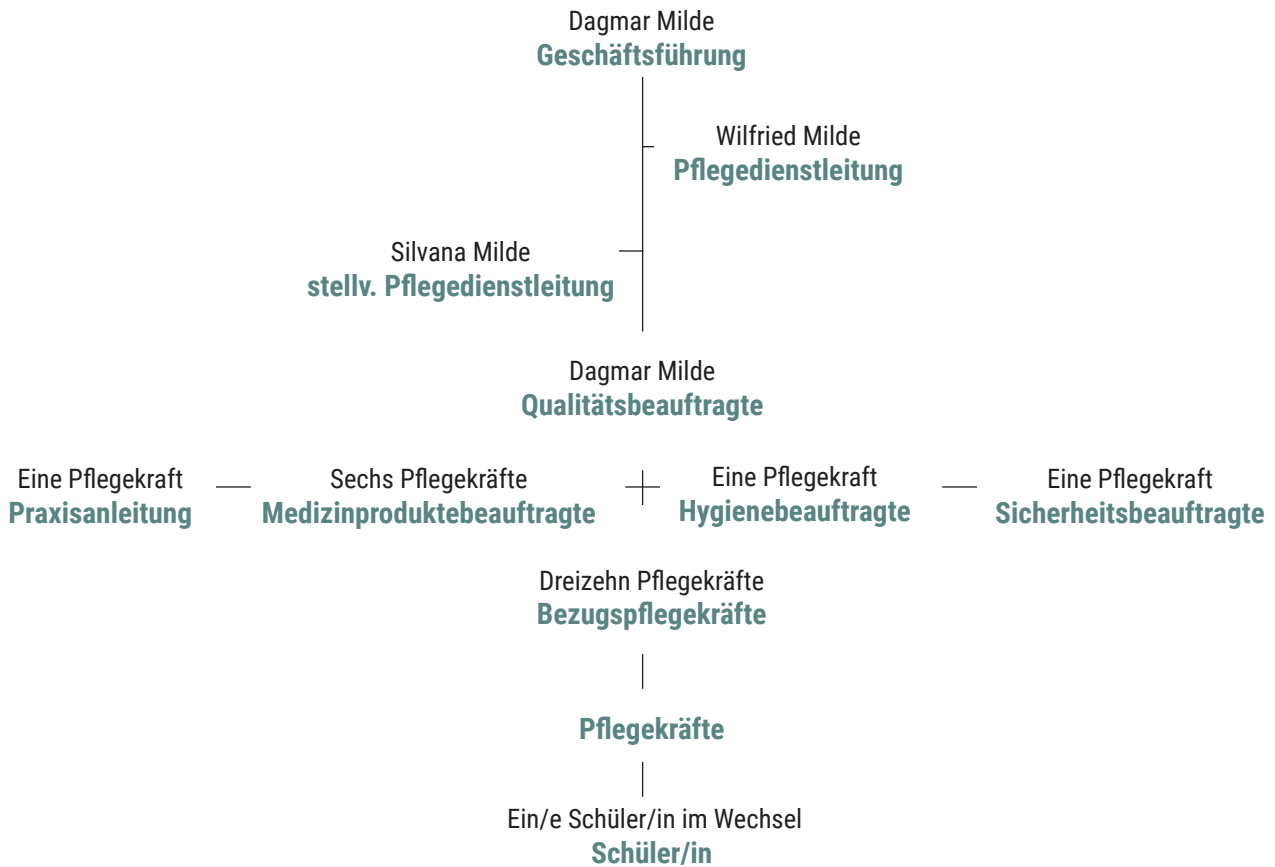 Dagmar Milde
Geschäftsführung
Wilfried Milde
Pflegedienstleitung
Silvana Milde
stellv. Pflegedienstleitung
Dagmar Milde
Qualitätsbeauftragte
Eine Pflegekraft
Praxisanleitung
Sechs Pflegekräfte
Medizinproduktebeauftragte
Eine Pflegekraft
Hygienebeauftragte
Eine Pflegekraft
Sicherheitsbeauftragte
Dreizehn Pflegekräfte
Bezugspflegekräfte
Pflegekräfte
Ein/e Schüler/in im Wechsel
Schüler/in